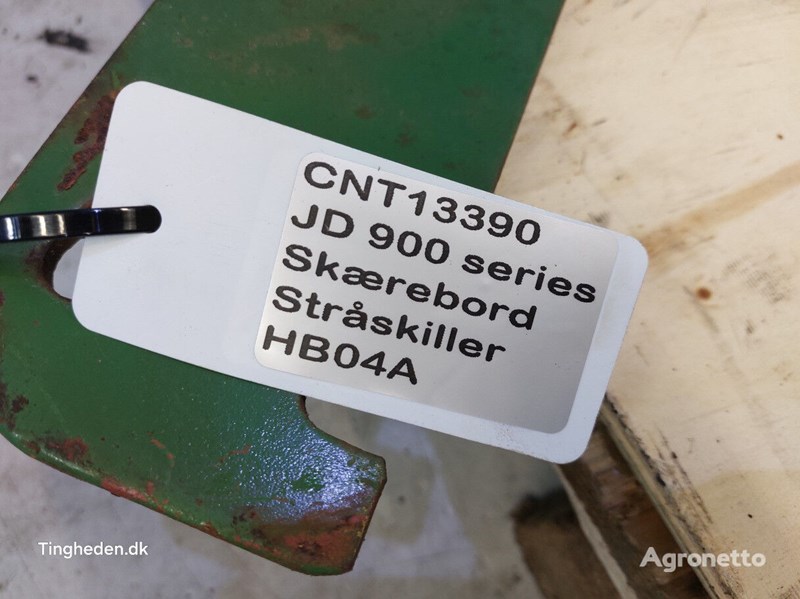 CNT13390
JD 900 series
Skærebord
Stråskiller
HB04A
Tingheden.dk
Agronetto